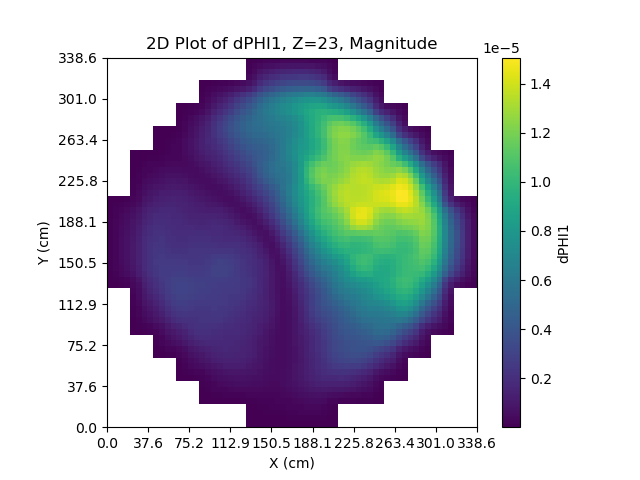 2D Plot of dPHI1, Z=23, Magnitude
1e−5
338.6
301.0
263.4
225.8
188.1
150.5
112.9
75.2
37.6
0.0
Y (cm)
0.0 37.6 75.2 112.9 150.5 188.1 225.8 263.4 301.0 338.6
X (cm)
1.4
1.2
1.0
0.8
0.6
0.4
0.2
dPHI1